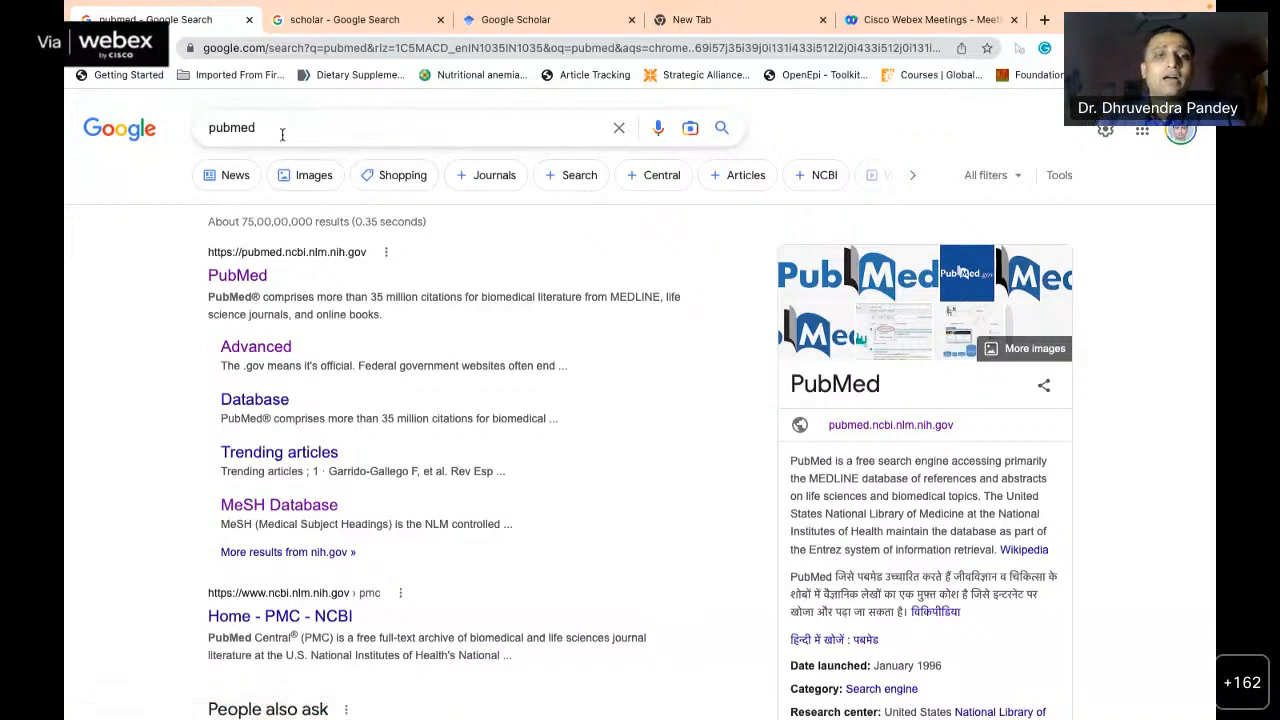 pubmed - Google Search
scholar - Google Search
Google Scholar
New Tab
Cisco Webex Meetings - Meeti
Via webex
by CISCO
google.com/search?q=pubmed&rlz=1C5MACD_enIN1035IN1035&oq=pubmed&aqs=chrome..69i57j35i39j0i131i433i512j0i433i512j0i131i...
Getting Started
Imported From Fir...
Dietary Suppleme...
Nutritional anemia...
Article Tracking
Strategic Alliance...
OpenEpi - Toolkit...
Courses | Global...
Foundation
Dr. Dhruvendra Pandey
Google
pubmed
News
Images
Shopping
Journals
Search
Central
Articles
NCBI
All filters
Tools
About 75,00,00,000 results (0.35 seconds)
https://pubmed.ncbi.nlm.nih.gov
PubMed
PubMed® comprises more than 35 million citations for biomedical literature from MEDLINE, life
science journals, and online books.
Advanced
The .gov means it's official. Federal government websites often end ...
Database
PubMed® comprises more than 35 million citations for biomedical ...
Trending articles
Trending articles ; 1 · Garrido-Gallego F, et al. Rev Esp ...
MeSH Database
MeSH (Medical Subject Headings) is the NLM controlled ...
More results from nih.gov »
https://www.ncbi.nlm.nih.gov › pmc
Home - PMC - NCBI
PubMed Central® (PMC) is a free full-text archive of biomedical and life sciences journal
literature at the U.S. National Institutes of Health's National ...
People also ask
PubMed
PubMed.gov
More images
PubMed
pubmed.ncbi.nlm.nih.gov
PubMed is a free search engine accessing primarily
the MEDLINE database of references and abstracts
on life sciences and biomedical topics. The United
States National Library of Medicine at the National
Institutes of Health maintain the database as part of
the Entrez system of information retrieval. Wikipedia
PubMed जिसे पबमेड उच्चारित करते हैं जीवविज्ञान व चिकित्सा के
शोबों में वैज्ञानिक लेखों का एक मुफ़्त कोश है जिसे इन्टरनेट पर
खोजा और पढ़ा जा सकता है। विकिपीडिया
हिन्दी में खोजें : पबमेड
Date launched: January 1996
Category: Search engine
Research center: United States National Library of
+162